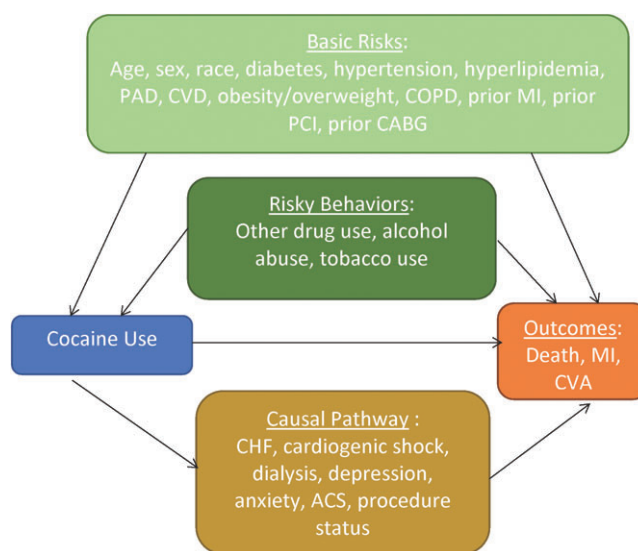 Basic Risks:
Age, sex, race, diabetes, hypertension, hyperlipidemia,
PAD, CVD, obesity/overweight, COPD, prior MI, prior
PCI, prior CABG
Risky Behaviors:
Other drug use, alcohol
abuse, tobacco use
Cocaine Use
Outcomes:
Death, MI,
CVA
Causal Pathway :
CHF, cardiogenic shock,
dialysis, depression,
anxiety, ACS, procedure
status